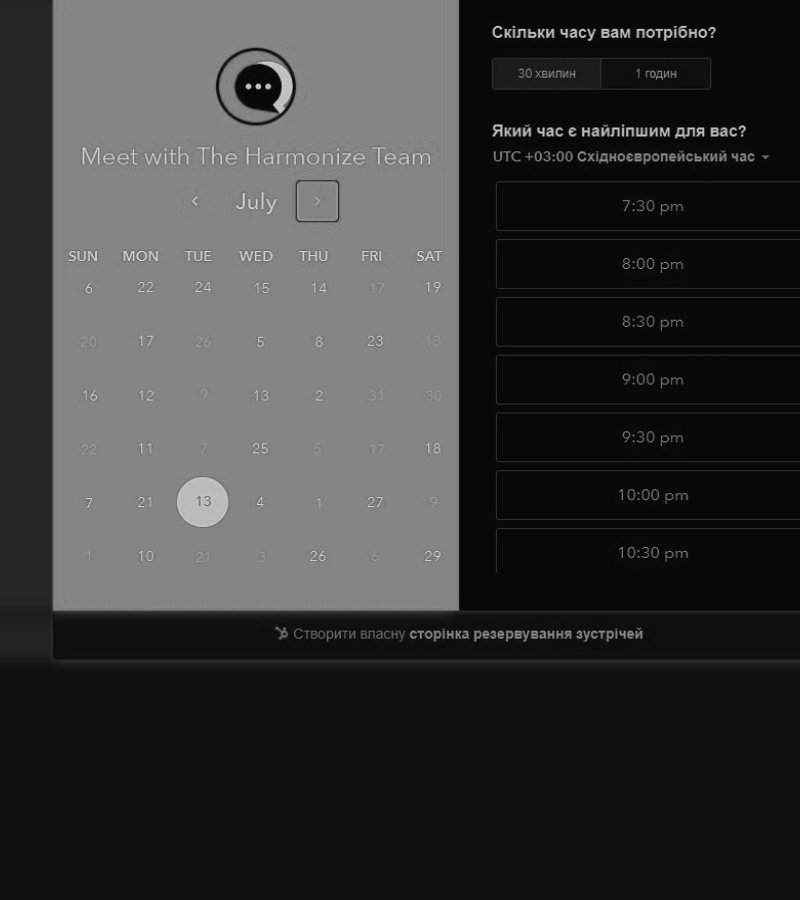 Meet with The Harmonize Team
‹ July ›
SUN MON TUE WED THU FRI SAT
6 22 24 15 14 17 19
20 17 26 5 8 23 13
16 12 9 13 2 31 30
22 11 7 25 5 17 18
7 21 13 4 1 27 9
1 10 21 3 26 6 29
Скільки часу вам потрібно?
30 хвилин 1 годин
Який час є найліпшим для вас?
UTC +03:00 Східноєвропейський час
7:30 pm
8:00 pm
8:30 pm
9:00 pm
9:30 pm
10:00 pm
10:30 pm
Створити власну сторінка резервування зустрічей